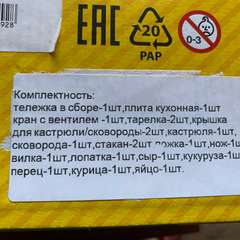 928
EAC
20
PAP
0-3
Комплектность:
тележка в сборе-1шт,плита кухонная-1шт
кран с вентилем -1шт,тарелка-2шт,крышка
для кастрюли/сковороды-2шт,кастрюля-1шт,
сковорода-1шт,стакан-2шт,ложка-1шт,нож-1ш
вилка-1шт,лопатка-1шт,сыр-1шт,кукуруза-1ш
перец-1шт,курица-1шт,яйцо-1шт.